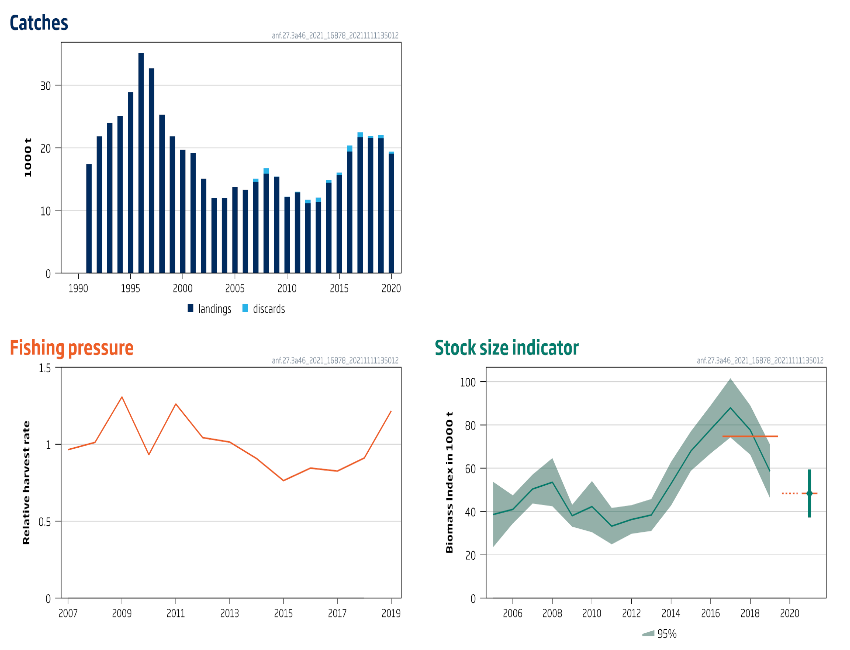 Catches
anf.27.3a46_2021_16878_20211111135012
1000 t
30
20
10
0
1990 1995 2000 2005 2010 2015 2020
landings discards
Fishing pressure
anf.27.3a46_2021_16878_20211111135012
Relative harvest rate
1.5
1
0.5
0
2007 2009 2011 2013 2015 2017 2019
Stock size indicator
anf.27.3a46_2021_16878_20211111135012
Biomass Index in 1000 t
100
80
60
40
20
0
2006 2008 2010 2012 2014 2016 2018 2020
95%